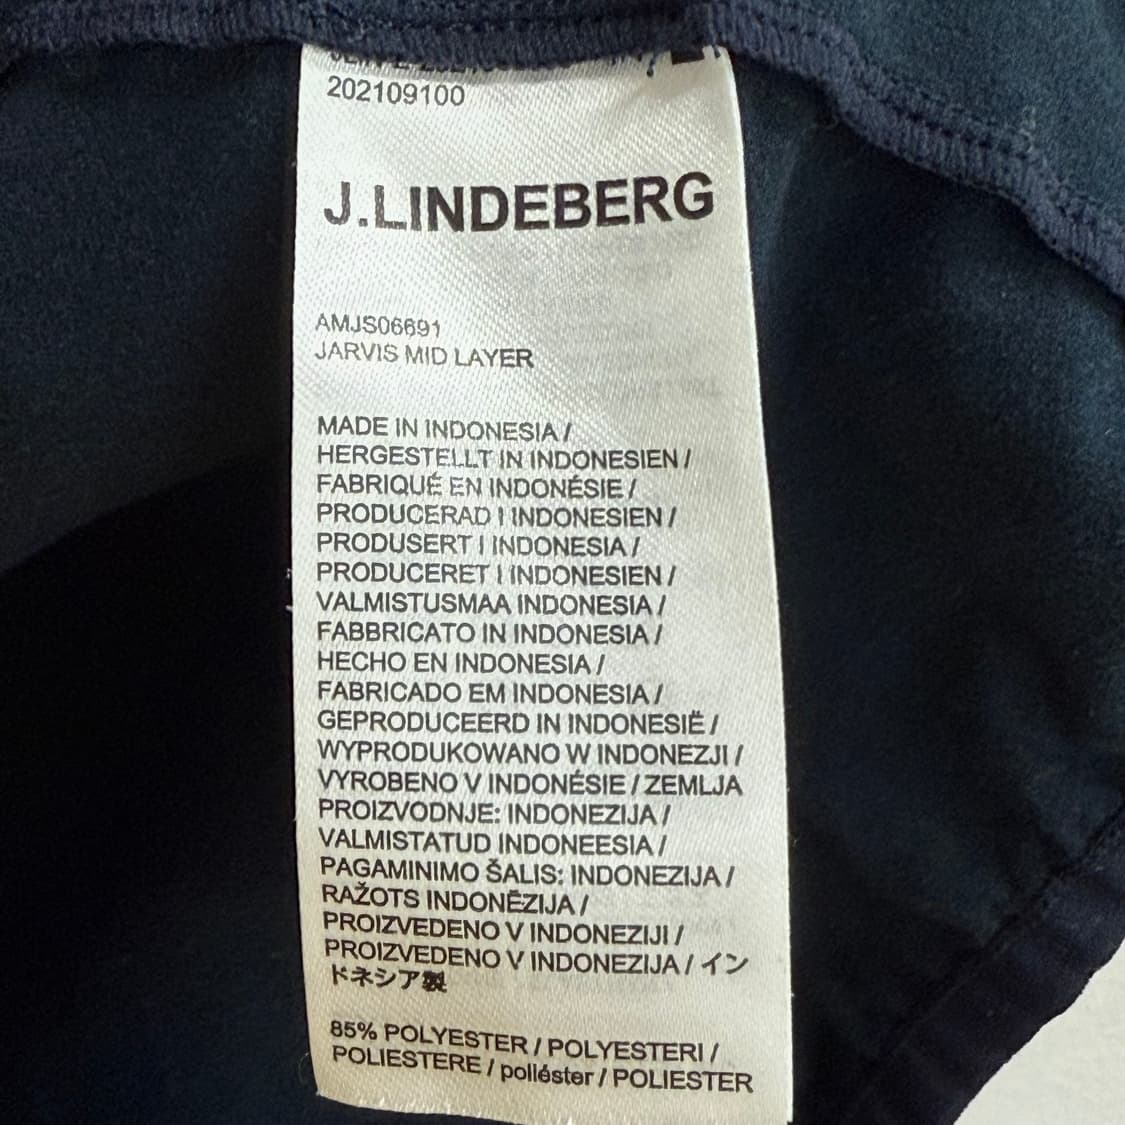 202109100
J.LINDEBERG
AMJS06691
JARVIS MID LAYER
MADE IN INDONESIA /
HERGESTELLT IN INDONESIEN /
FABRIQUÉ EN INDONÉSIE /
PRODUCERAD I INDONESIEN /
PRODUSERT I INDONESIA /
PRODUCERET I INDONESIEN /
VALMISTUSMAA INDONESIA /
FABBRICATO IN INDONESIA /
HECHO EN INDONESIA /
FABRICADO EM INDONESIA /
GEPRODUCEERD IN INDONESIË /
WYPRODUKOWANO W INDONEZJI /
VYROBENO V INDONÉSIE / ZEMLJA
PROIZVODNJE: INDONEZIJA /
VALMISTATUD INDONEESIA /
PAGAMINIMO ŠALIS: INDONEZIJA /
RAŽOTS INDONĒZIJA /
PROIZVEDENO V INDONEZIJI /
PROIZVEDENO V INDONEZIJA / イン
ドネシア製
85% POLYESTER / POLYESTERI /
POLIESTERE / polléster / POLIESTER